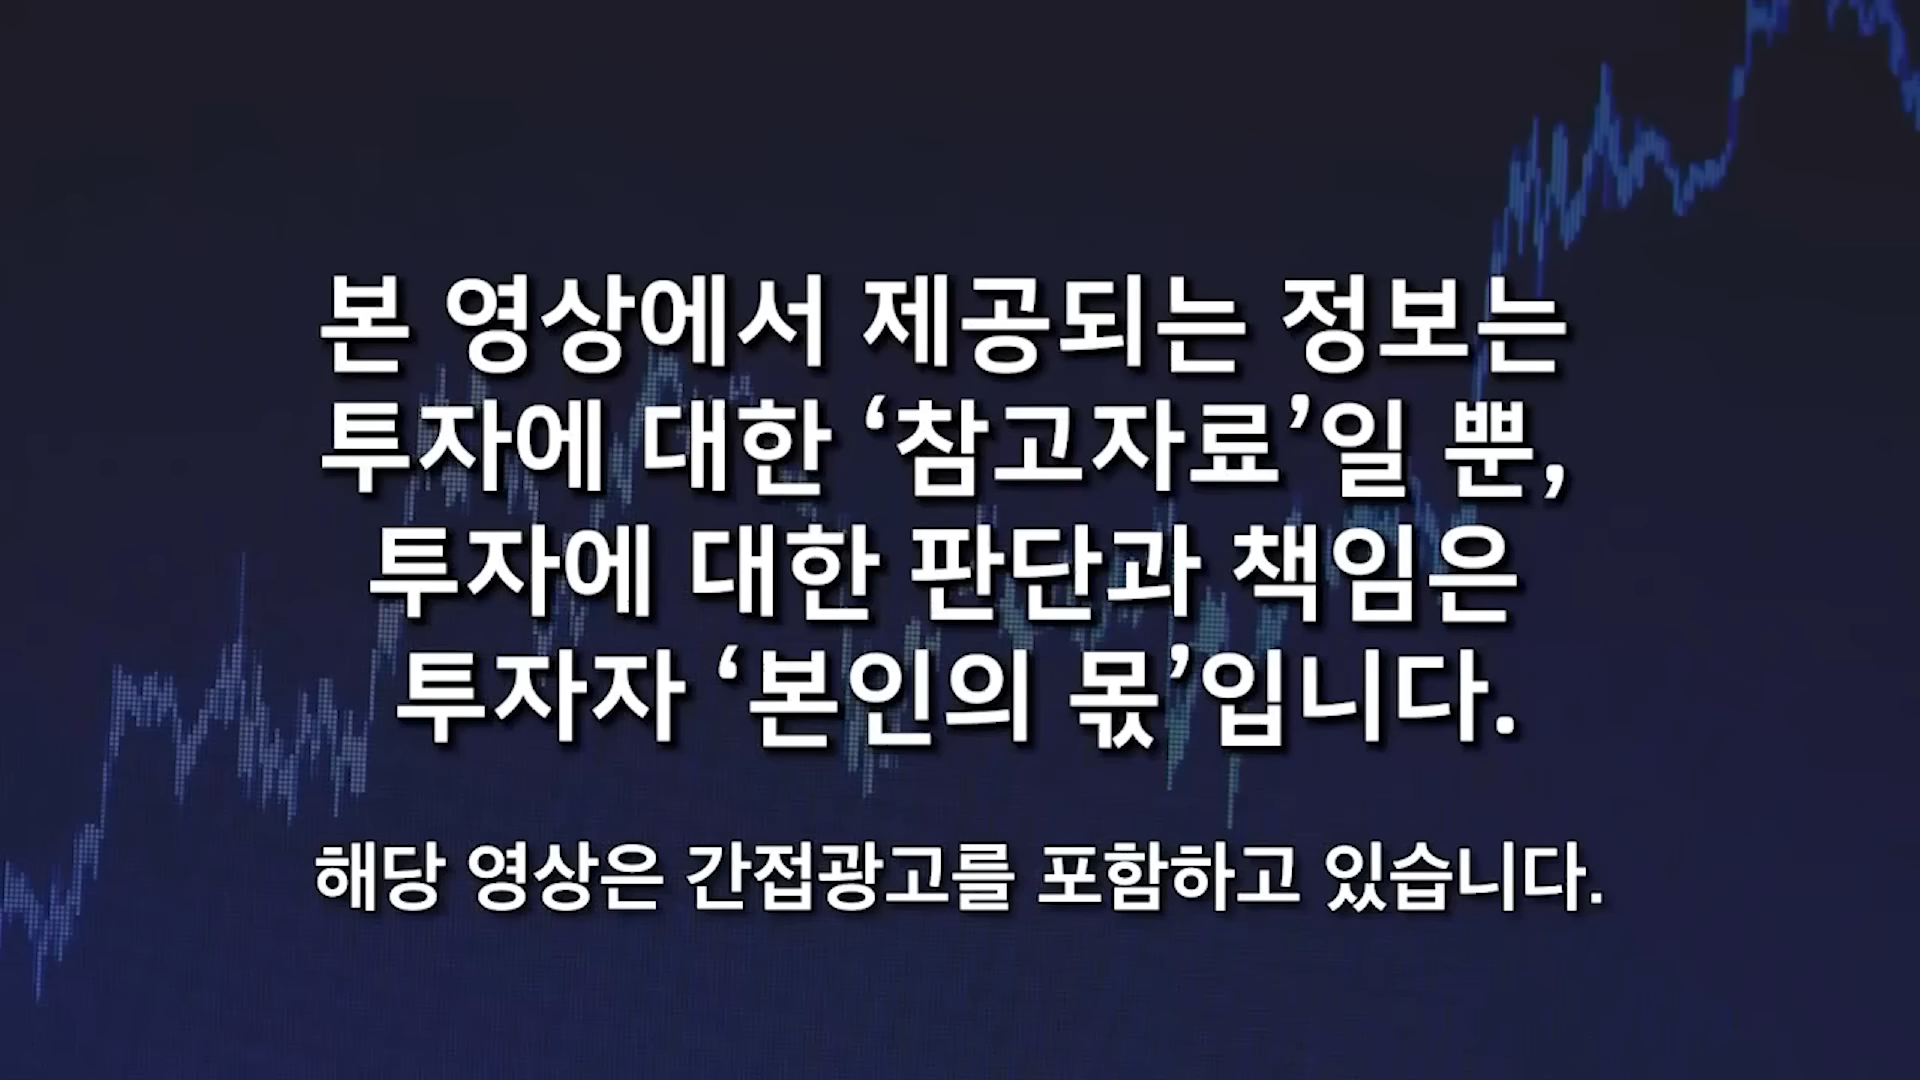 본 영상에서 제공되는 정보는
투자에 대한 ‘참고자료’일 뿐,
투자에 대한 판단과 책임은
투자자 ‘본인의 몫’입니다.
해당 영상은 간접광고를 포함하고 있습니다.